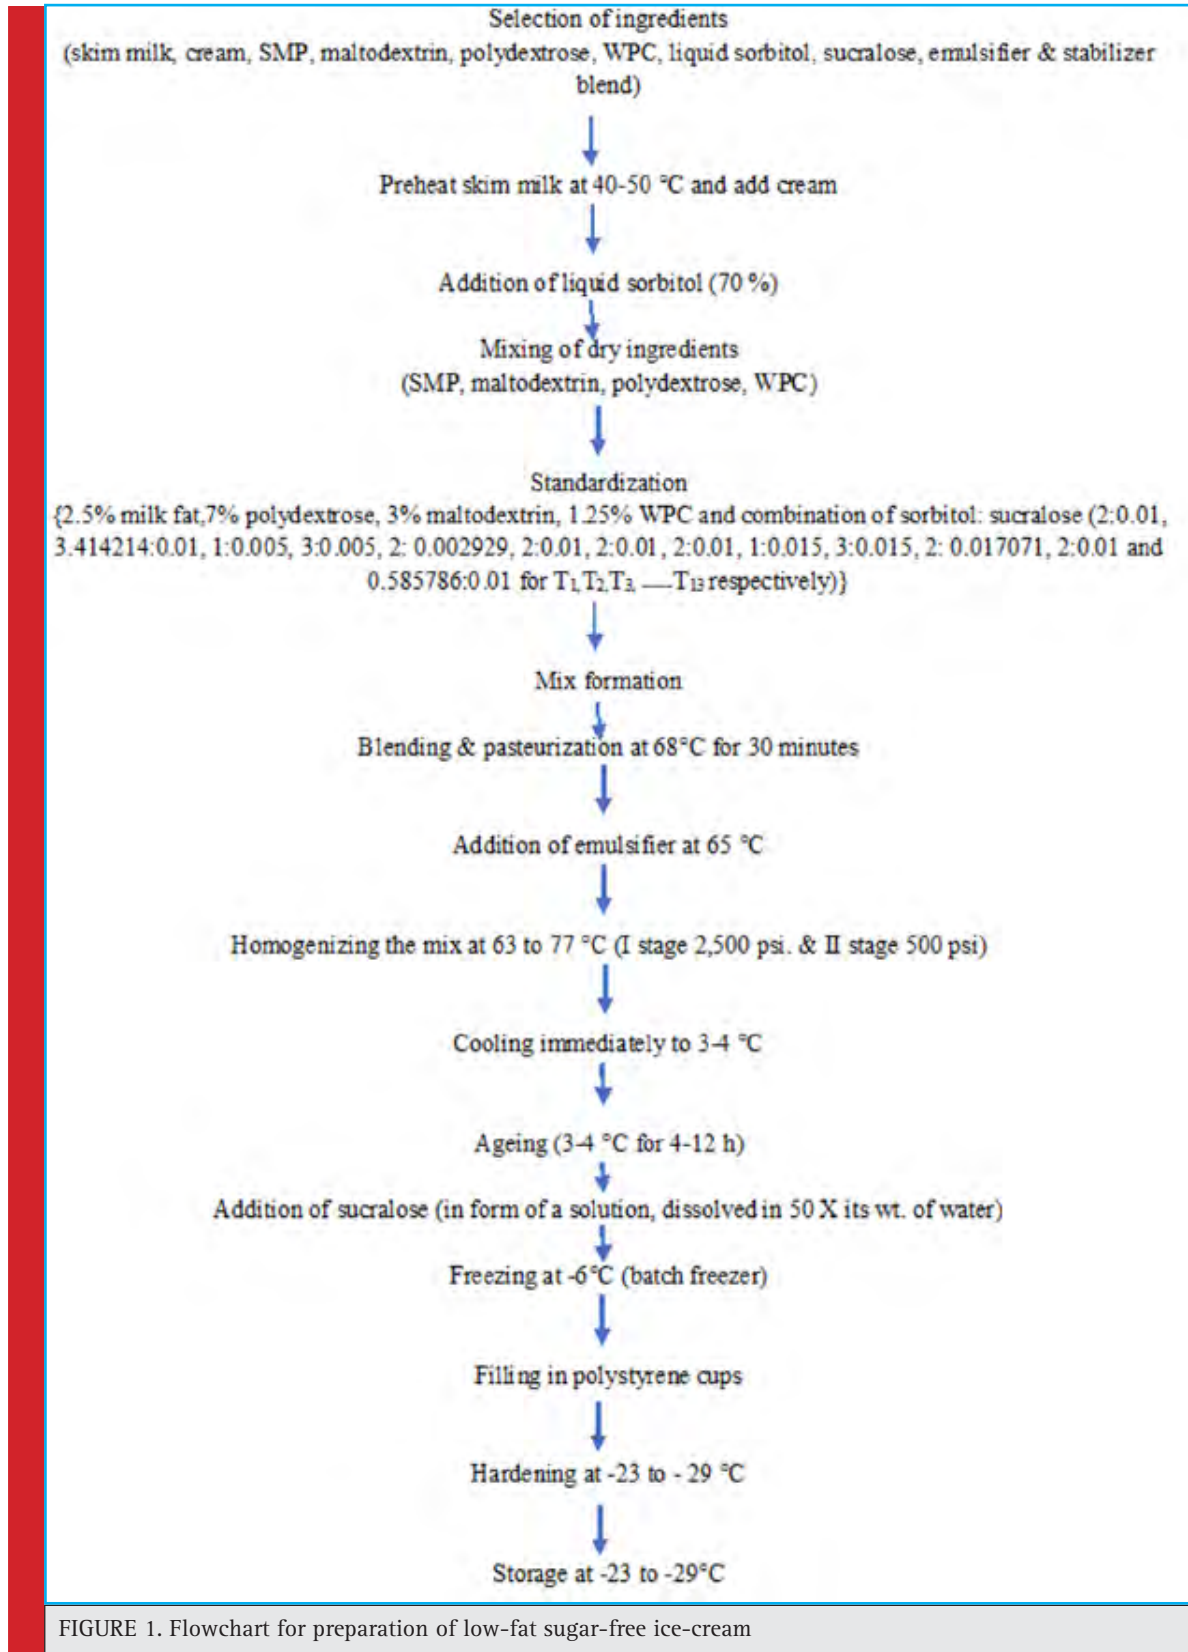 Selection of ingredients
(skim milk, cream, SMP, maltodextrin, polydextrose, WPC, liquid sorbitol, sucralose, emulsifier & stabilizer
blend)
Preheat skim milk at 40-50 °C and add cream
Addition of liquid sorbitol (70 %)
Mixing of dry ingredients
(SMP, maltodextrin, polydextrose, WPC)
Standardization
{2.5% milk fat,7% polydextrose, 3% maltodextrin, 1.25% WPC and combination of sorbitol: sucralose (2:0.01,
3.414214:0.01, 1:0.005, 3:0.005, 2: 0.002929, 2:0.01, 2:0.01, 2:0.01, 1:0.015, 3:0.015, 2: 0.017071, 2:0.01 and
0.585786:0.01 for T1,T2,T3, .......T13 respectively)}
Mix formation
Blending & pasteurization at 68°C for 30 minutes
Addition of emulsifier at 65 °C
Homogenizing the mix at 63 to 77 °C (I stage 2,500 psi. & II stage 500 psi)
Cooling immediately to 3-4 °C
Ageing (3-4 °C for 4-12 h)
Addition of sucralose (in form of a solution, dissolved in 50 X its wt. of water)
Freezing at -6°C (batch freezer)
Filling in polystyrene cups
Hardening at -23 to - 29 °C
Storage at -23 to -29°C
FIGURE 1. Flowchart for preparation of low-fat sugar-free ice-cream